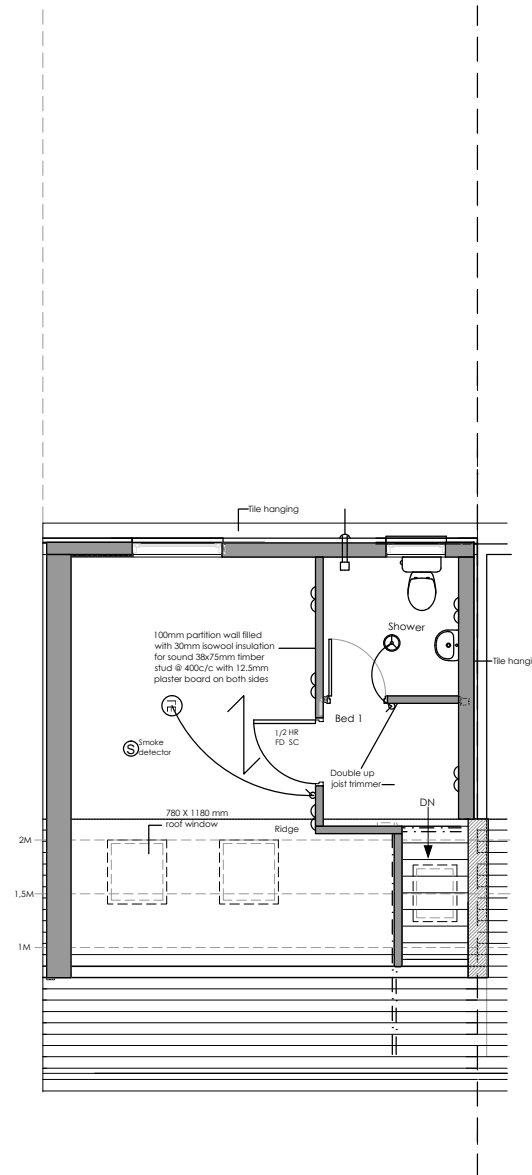 Tile hanging
Shower
100mm partition wall filled
with 30mm isowool insulation
for sound 38x75mm timber
stud @ 400c/c with 12.5mm
plaster board on both sides
Tile hangi
Bed 1
1/2 HR
FD SC
S
Smoke
detector
Double up
joist trimmer
780 X 1180 mm
roof window
Ridge
DN
2M
1,5M
1M